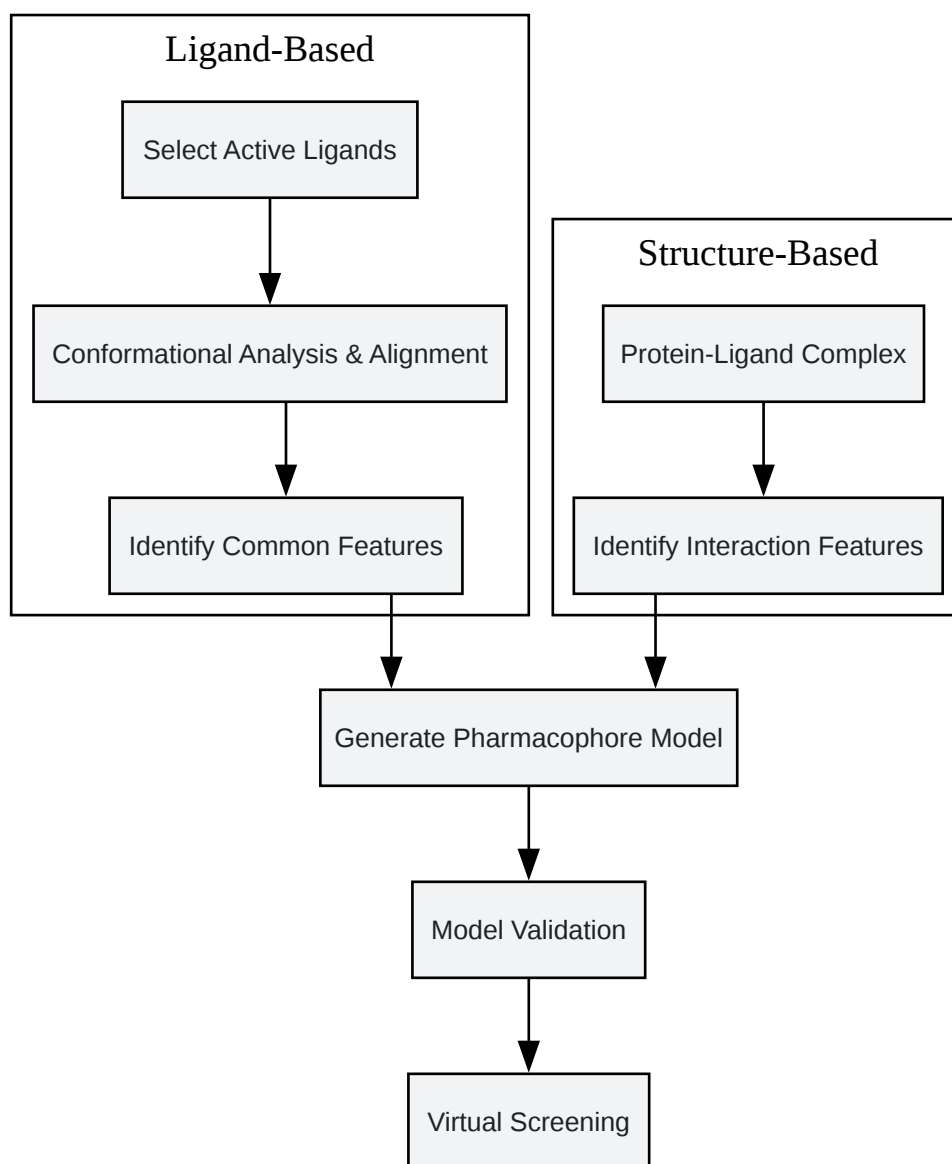 Ligand-Based
Select Active Ligands
Conformational Analysis & Alignment
Identify Common Features
Structure-Based
Protein-Ligand Complex
Identify Interaction Features
Generate Pharmacophore Model
Model Validation
Virtual Screening